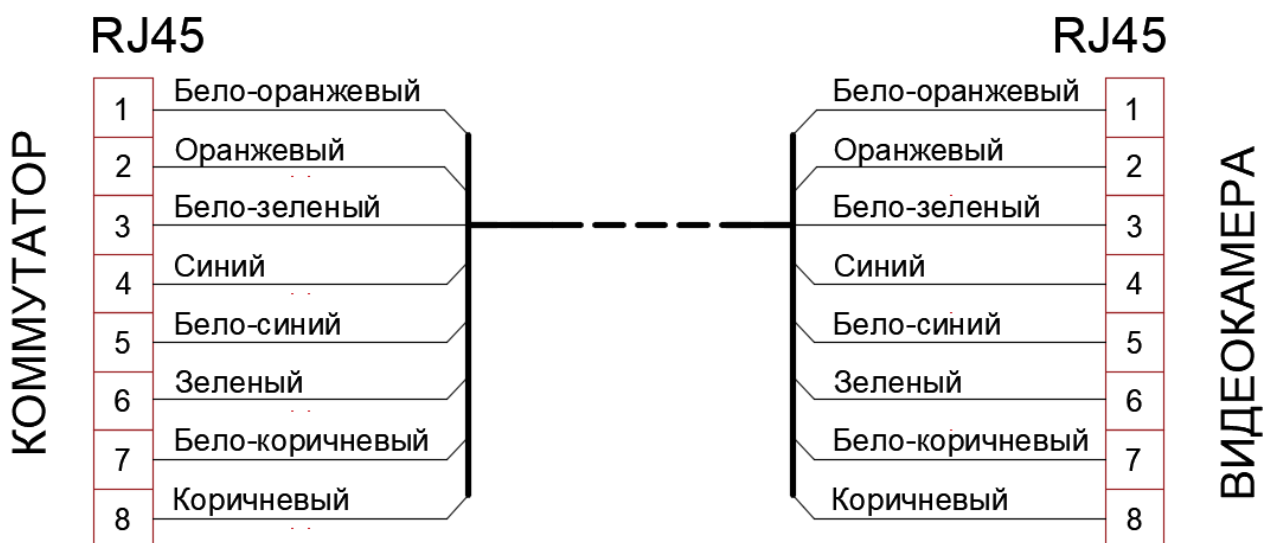 RJ45
RJ45
КОММУТАТОР
1 Бело-оранжевый
2 Оранжевый
3 Бело-зеленый
4 Синий
5 Бело-синий
6 Зеленый
7 Бело-коричневый
8 Коричневый
Бело-оранжевый 1
Оранжевый 2
Бело-зеленый 3
Синий 4
Бело-синий 5
Зеленый 6
Бело-коричневый 7
Коричневый 8
ВИДЕОКАМЕРА